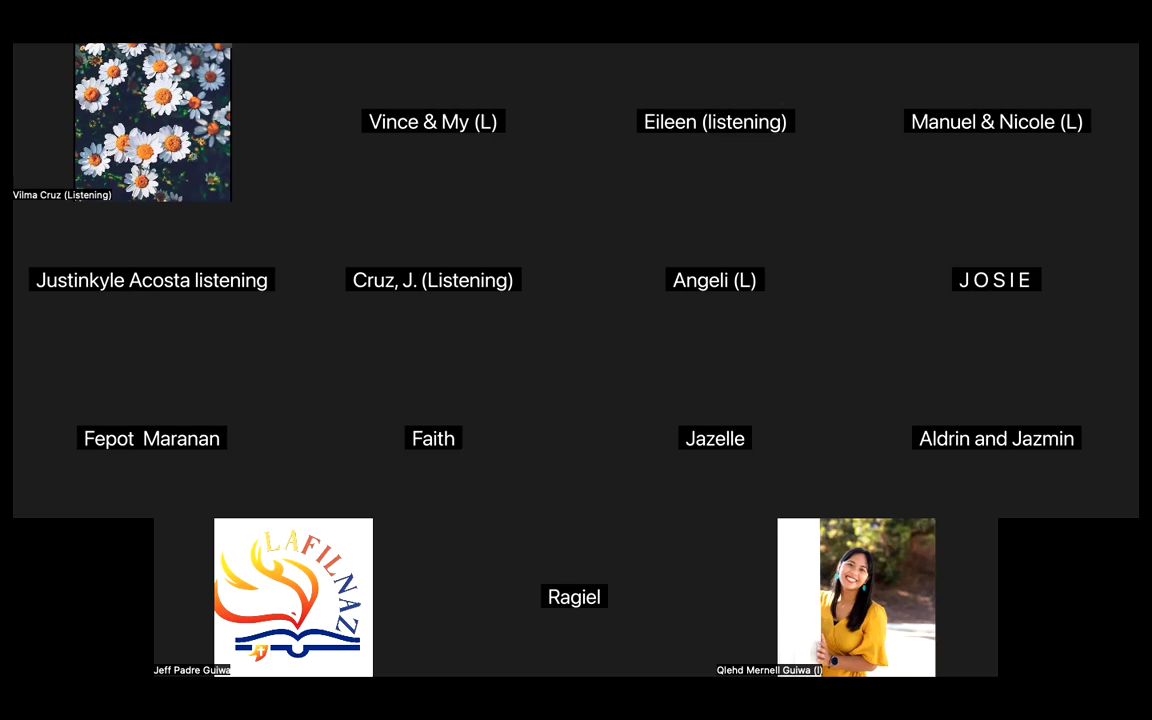 Vilma Cruz (Listening)
Vince & My (L)
Eileen (listening)
Manuel & Nicole (L)
Justinkyle Acosta listening
Cruz, J. (Listening)
Angeli (L)
J O S I E
Fepot  Maranan
Faith
Jazelle
Aldrin and Jazmin
LAFILNAZ
Jeff Padre Guiwa
Ragiel
Qlehd Mernell Guiwa (l)